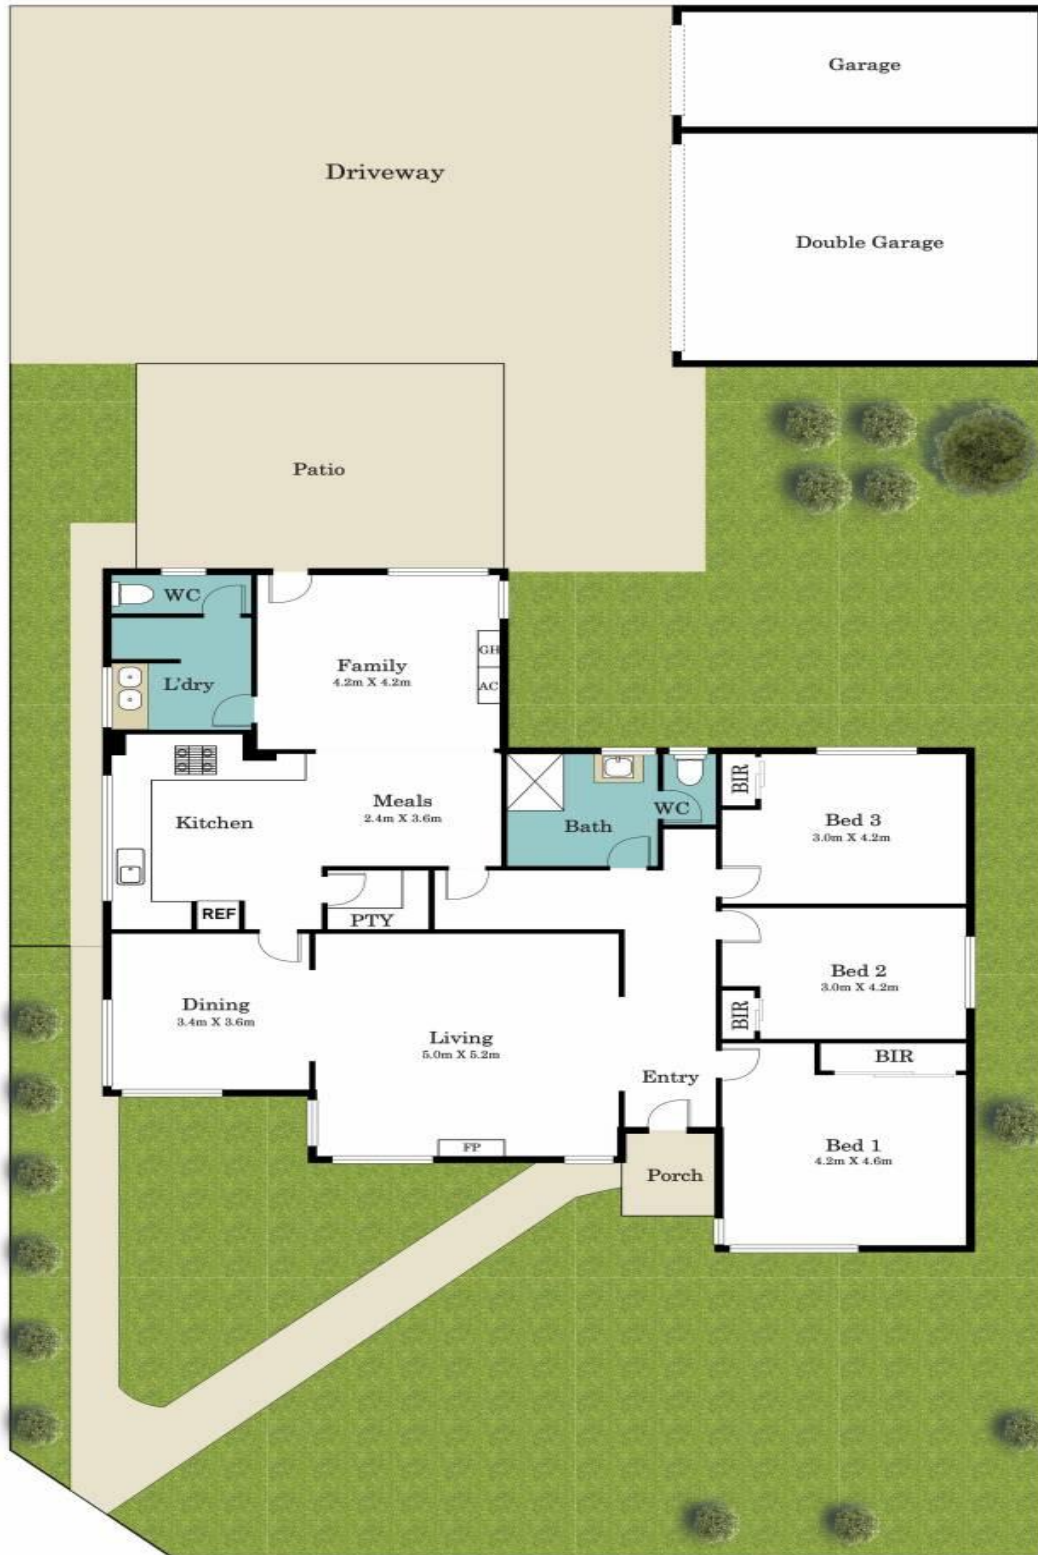 Garage
Driveway
Double Garage
Patio
WC
Family
4.2m X 4.2m
GH
AC
L'dry
Kitchen
Meals
2.4m X 3.6m
Bath
WC
BIR
Bed 3
3.0m X 4.2m
REF
PTY
Bed 2
3.0m X 4.2m
BIR
Dining
3.4m X 3.6m
Living
5.0m X 5.2m
Entry
BIR
FP
Porch
Bed 1
4.2m X 4.6m